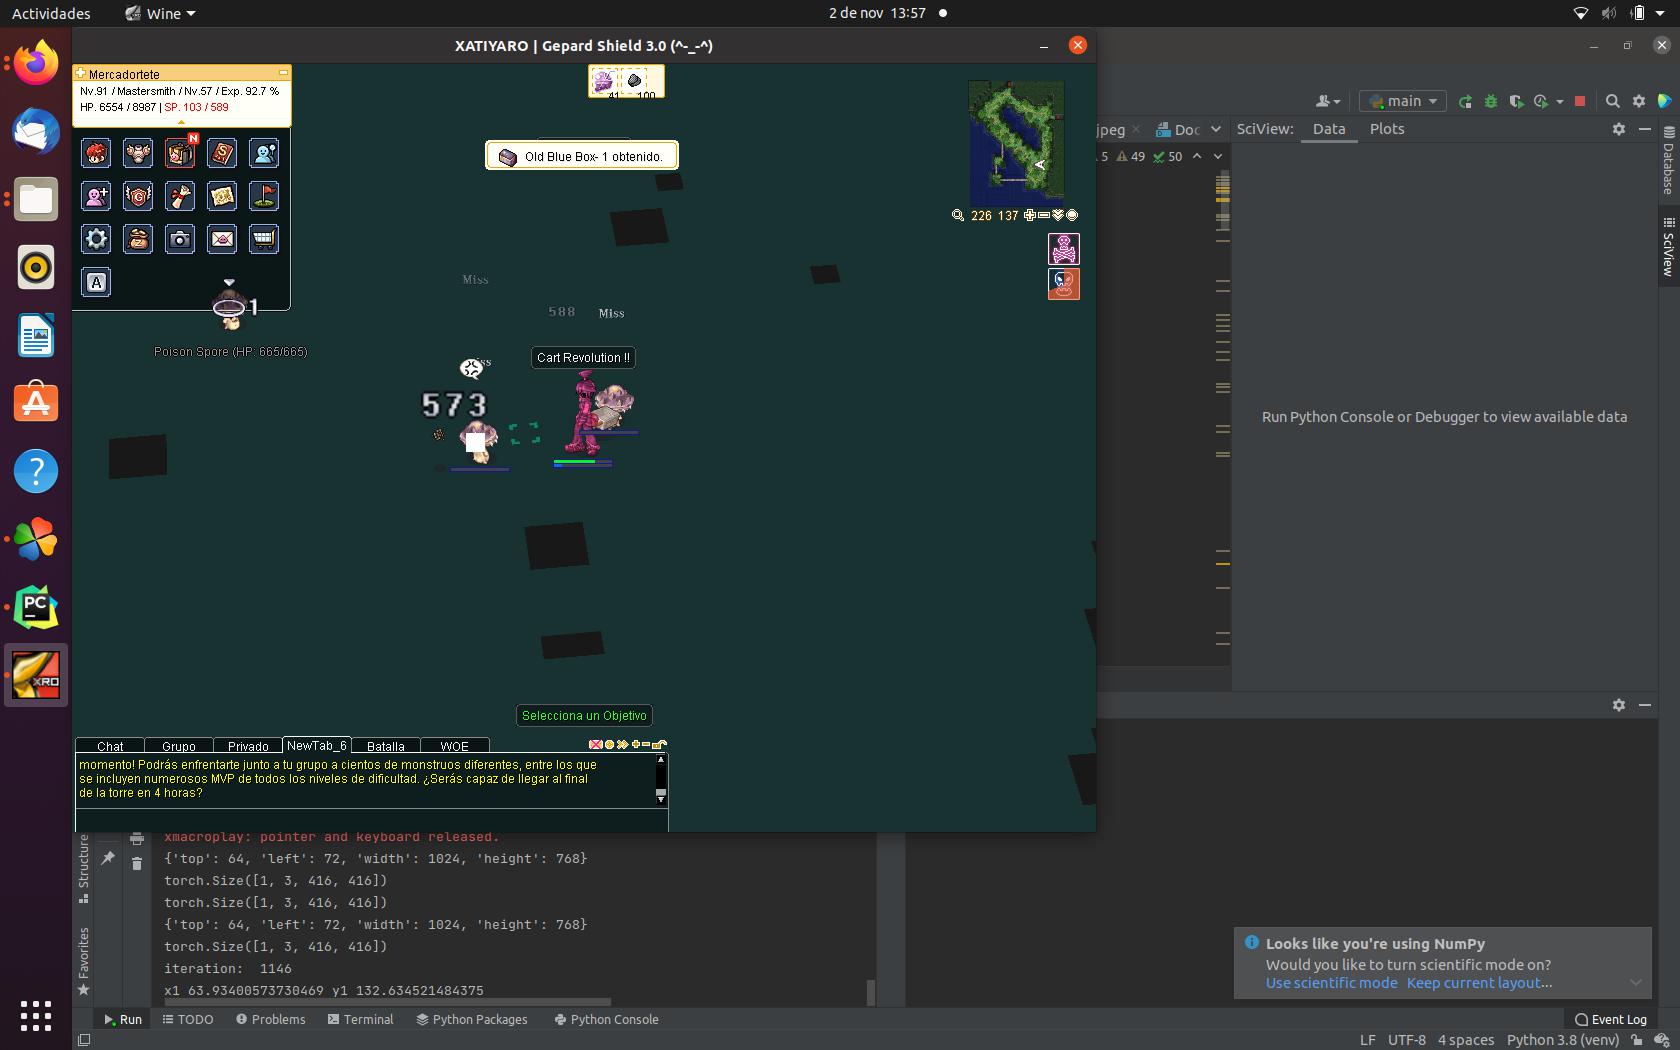 Actividades
Wine
2 de nov 13:57
XATIYARO | Gepard Shield 3.0 (^-_-^)
Mercadortete
Nv.91 / Mastersmith / Nv.57 / Exp. 92.7 %
HP. 6554 / 8987 | SP. 103 / 589
41
100
N
A
1
Old Blue Box- 1 obtenido.
226 137
Miss
588
Miss
Poison Spore (HP: 665/665)
Cart Revolution !!
573
Selecciona un Objetivo
Chat
Grupo
Privado
NewTab_6
Batalla
WOE
momento! Podrás enfrentarte junto a tu grupo a cientos de monstruos diferentes, entre los que
se incluyen numerosos MVP de todos los niveles de dificultad. ¿Serás capaz de llegar al final
de la torre en 4 horas?
main
jpeg
Doc
SciView:
Data
Plots
5
49
50
Database
SciView
Run Python Console or Debugger to view available data
PC
XRO
xmacroplay: pointer and keyboard released.
{'top': 64, 'left': 72, 'width': 1024, 'height': 768}
torch.Size([1, 3, 416, 416])
torch.Size([1, 3, 416, 416])
{'top': 64, 'left': 72, 'width': 1024, 'height': 768}
torch.Size([1, 3, 416, 416])
iteration:  1146
x1 63.93400573730469 y1 132.634521484375
Structure
Favorites
Looks like you're using NumPy
Would you like to turn scientific mode on?
Use scientific mode
Keep current layout...
Run
TODO
Problems
Terminal
Python Packages
Python Console
Event Log
LF
UTF-8
4 spaces
Python 3.8 (venv)